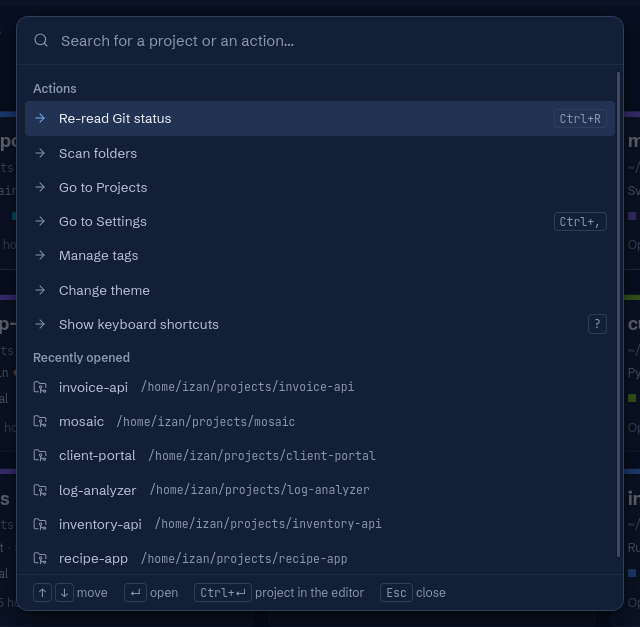 Search for a project or an action...
Actions
Re-read Git status Ctrl+R
Scan folders
Go to Projects
Go to Settings Ctrl+,
Manage tags
Change theme
Show keyboard shortcuts ?
Recently opened
invoice-api /home/izan/projects/invoice-api
mosaic /home/izan/projects/mosaic
client-portal /home/izan/projects/client-portal
log-analyzer /home/izan/projects/log-analyzer
inventory-api /home/izan/projects/inventory-api
recipe-app /home/izan/projects/recipe-app
↑ ↓ move ↵ open Ctrl+↵ project in the editor Esc close